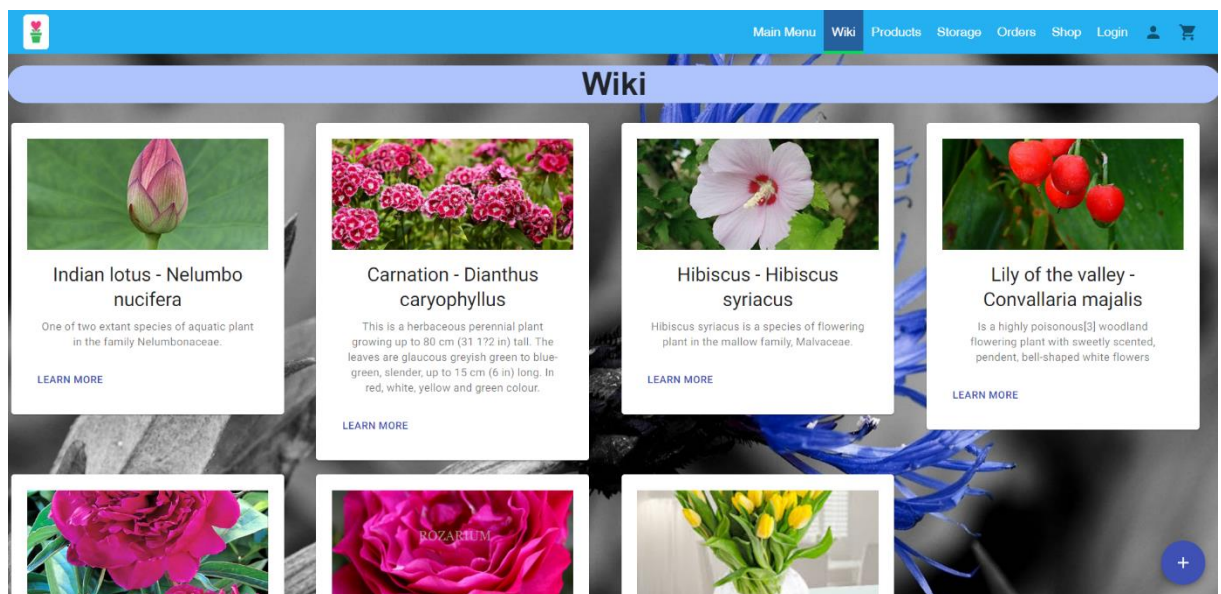 Main Menu Wiki Products Storage Orders Shop Login
Wiki
Indian lotus - Nelumbo
nucifera
One of two extant species of aquatic plant
in the family Nelumbonaceae.
LEARN MORE
Carnation - Dianthus
caryophyllus
This is a herbaceous perennial plant
growing up to 80 cm (31 1?2 in) tall. The
leaves are glaucous greyish green to blue-
green, slender, up to 15 cm (6 in) long. In
red, white, yellow and green colour.
LEARN MORE
Hibiscus - Hibiscus
syriacus
Hibiscus syriacus is a species of flowering
plant in the mallow family, Malvaceae.
LEARN MORE
Lily of the valley -
Convallaria majalis
Is a highly poisonous[3] woodland
flowering plant with sweetly scented,
pendent, bell-shaped white flowers
LEARN MORE
ROZARIUM
+